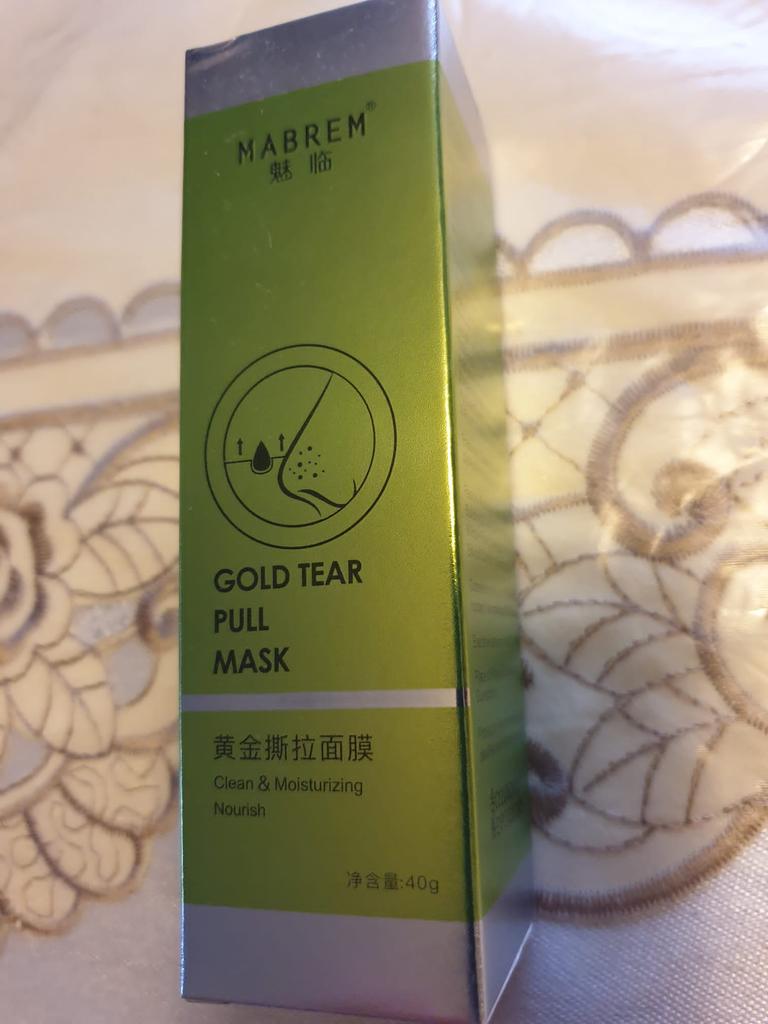 MABREM®
魅临
GOLD TEAR
PULL
MASK
黄金撕拉面膜
Clean & Moisturizing
Nourish
净含量:40g